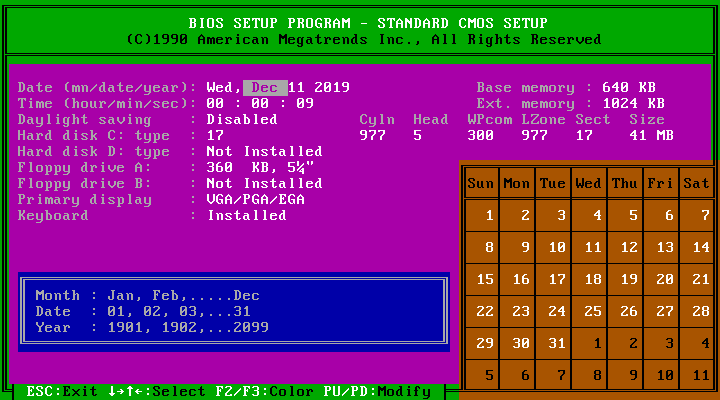 BIOS SETUP PROGRAM - STANDARD CMOS SETUP
(C)1990 American Megatrends Inc., All Rights Reserved
Date (mn/date/year): Wed, Dec 11 2019 Base memory : 640 KB
Time (hour/min/sec): 00 : 00 : 09 Ext. memory : 1024 KB
Daylight saving : Disabled Cyln Head WPcom LZone Sect Size
Hard disk C: type : 17 977 5 300 977 17 41 MB
Hard disk D: type : Not Installed
Floppy drive A: : 360 KB, 5¼"
Floppy drive B: : Not Installed
Primary display : VGA/PGA/EGA
Keyboard : Installed
Sun Mon Tue Wed Thu Fri Sat
1 2 3 4 5 6 7
8 9 10 11 12 13 14
15 16 17 18 19 20 21
22 23 24 25 26 27 28
29 30 31 1 2 3 4
5 6 7 8 9 10 11
Month : Jan, Feb,.....Dec
Date : 01, 02, 03,...31
Year : 1901, 1902,...2099
ESC:Exit ↓→↑←:Select F2/F3:Color PU/PD:Modify